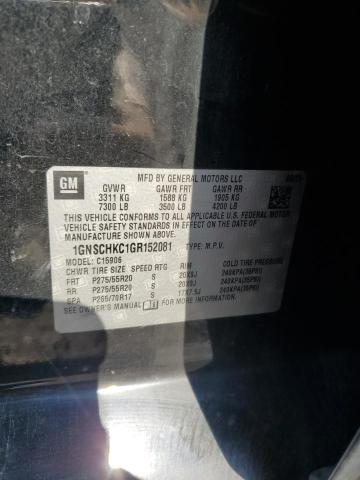 GM
MFD BY GENERAL MOTORS LLC
GVWR GAWR FRT GAWR RR
3311 KG 1588 KG 1905 KG
7300 LB 3500 LB 4200 LB
THIS VEHICLE CONFORMS TO ALL APPLICABLE U.S. FEDERAL MOTOR
VEHICLE SAFETY STANDARDS IN EFFECT ON THE DATE OF
MANUFACTURE SHOWN ABOVE.
1GNSCHKC1GR152081 TYPE: M.P.V.
MODEL: C15906
CHWR TIRE SIZE SPEED RTG RIM COLD TIRE PRESSURE
FRT P275/55R20 S 20X9J 240KPA(35PSI)
RR P275/55R20 S 20X9J 240KPA(35PSI)
P265/70R17 S 17X7.5J 240KPA(35PSI)
SEE OWNER'S MANUAL FOR MORE INFORMATION.